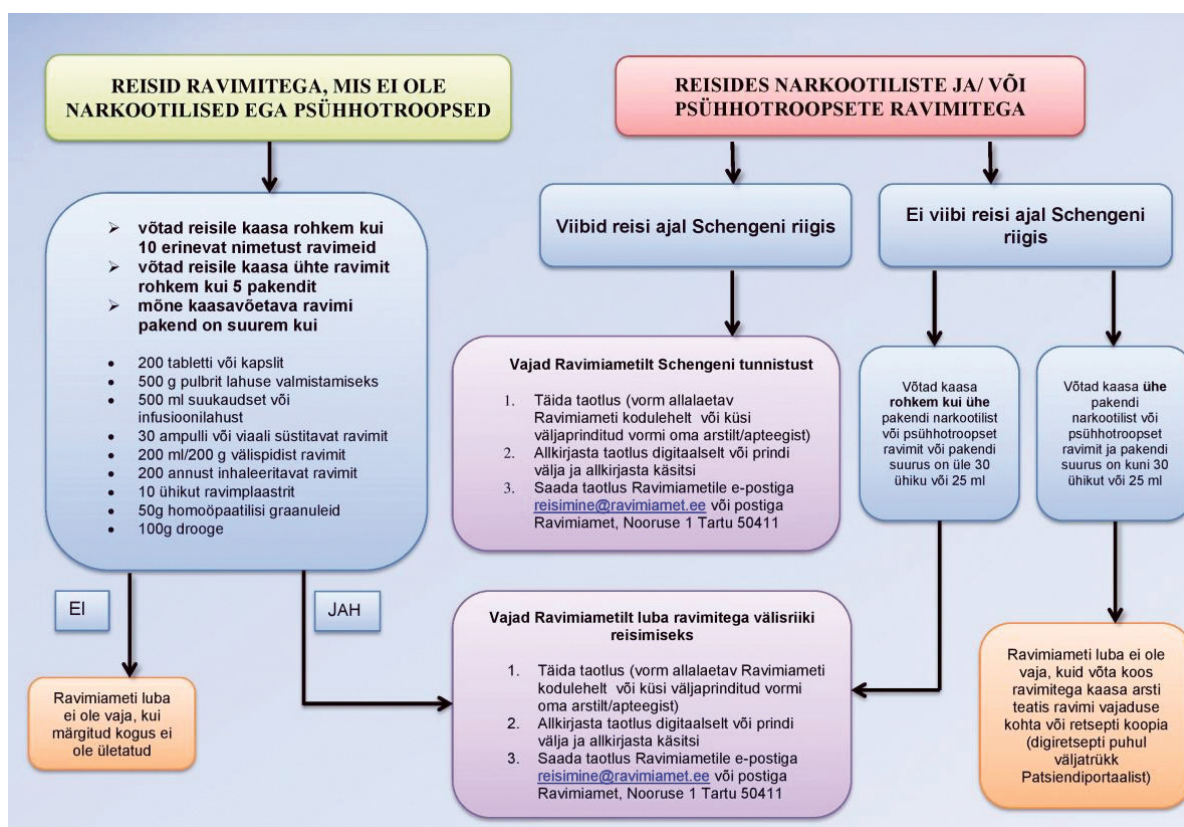 REISID RAVIMITEGA, MIS EI OLE
NARKOOTILISED EGA PSÜHHOTROOPSED
➢ võtad reisile kaasa rohkem kui
10 erinevat nimetust ravimeid
➢ võtad reisile kaasa ühte ravimit
rohkem kui 5 pakendit
➢ mõne kaasavõetava ravimi
pakend on suurem kui
• 200 tabletti või kapslit
• 500 g pulbrit lahuse valmistamiseks
• 500 ml suukaudset või
infusioonilahust
• 30 ampulli või viaali süstitavat ravimit
• 200 ml/200 g välispidist ravimit
• 200 annust inhaleeritavat ravimit
• 10 ühikut ravimplaastrit
• 50g homöopaatilisi graanuleid
• 100g drooge
EI
JAH
Ravimiameti luba
ei ole vaja, kui
märgitud kogus ei
ole ületatud
REISIDES NARKOOTILISTE JA/ VÕI
PSÜHHOTROOPSETE RAVIMITEGA
Viibid reisi ajal Schengeni riigis
Ei viibi reisi ajal Schengeni
riigis
Vajad Ravimiametilt Schengeni tunnistust
1. Täida taotlus (vorm allalaetav
Ravimiameti kodulehelt või küsi
väljaprinditud vormi oma arstilt/apteegist)
2. Allkirjasta taotlus digitaalselt või prindi
välja ja allkirjasta käsitsi
3. Saada taotlus Ravimiametile e-postiga
reisimine@ravimiamet.ee või postiga
Ravimiamet, Nooruse 1 Tartu 50411
Võtad kaasa
rohkem kui ühe
pakendi narkootilist
või psühhotroopset
ravimit või pakendi
suurus on üle 30
ühiku või 25 ml
Võtad kaasa ühe
pakendi
narkootilist või
psühhotroopset
ravimit ja pakendi
suurus on kuni 30
ühikut või 25 ml
Vajad Ravimiametilt luba ravimitega välisriiki
reisimiseks
1. Täida taotlus (vorm allalaetav Ravimiameti
kodulehelt või küsi väljaprinditud vormi
oma arstilt/apteegist)
2. Allkirjasta taotlus digitaalselt või prindi
välja ja allkirjasta käsitsi
3. Saada taotlus Ravimiametile e-postiga
reisimine@ravimiamet.ee või postiga
Ravimiamet, Nooruse 1 Tartu 50411
Ravimiameti luba ei ole
vaja, kuid võta koos
ravimitega kaasa arsti
teatis ravimi vajaduse
kohta või retsepti koopia
(digiretsepti puhul
väljatrükk
Patsiendiportaalist)